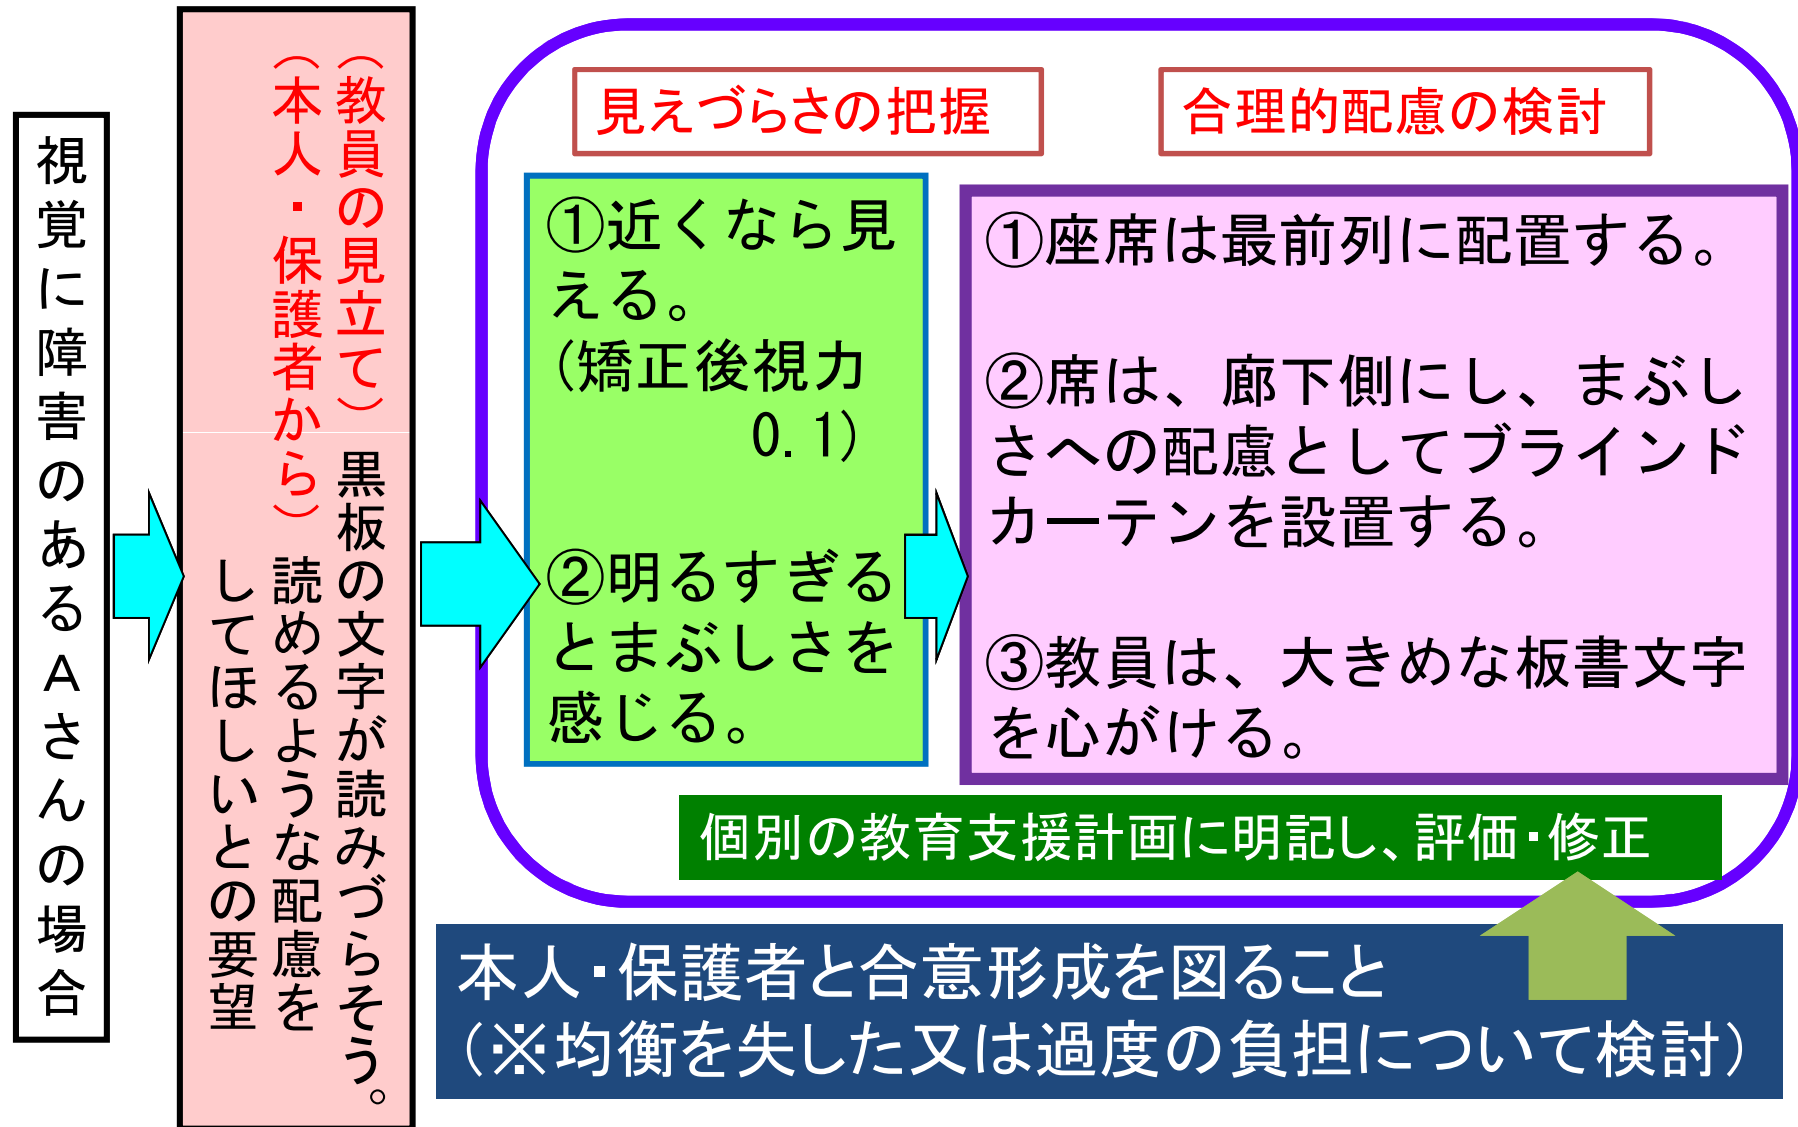 視覚に障害のあるAさんの場合
(教員の見立て)黒板の文字が読みづらそう。
(本人・保護者から)読めるような配慮を
してほしいとの要望
見えづらさの把握
①近くなら見
える。
(矯正後視力
0.1)
②明るすぎる
とまぶしさを
感じる。
合理的配慮の検討
①座席は最前列に配置する。
②席は、廊下側にし、まぶし
さへの配慮としてブラインド
カーテンを設置する。
③教員は、大きめな板書文字
を心がける。
個別の教育支援計画に明記し、評価・修正
本人・保護者と合意形成を図ること
(※均衡を失した又は過度の負担について検討)